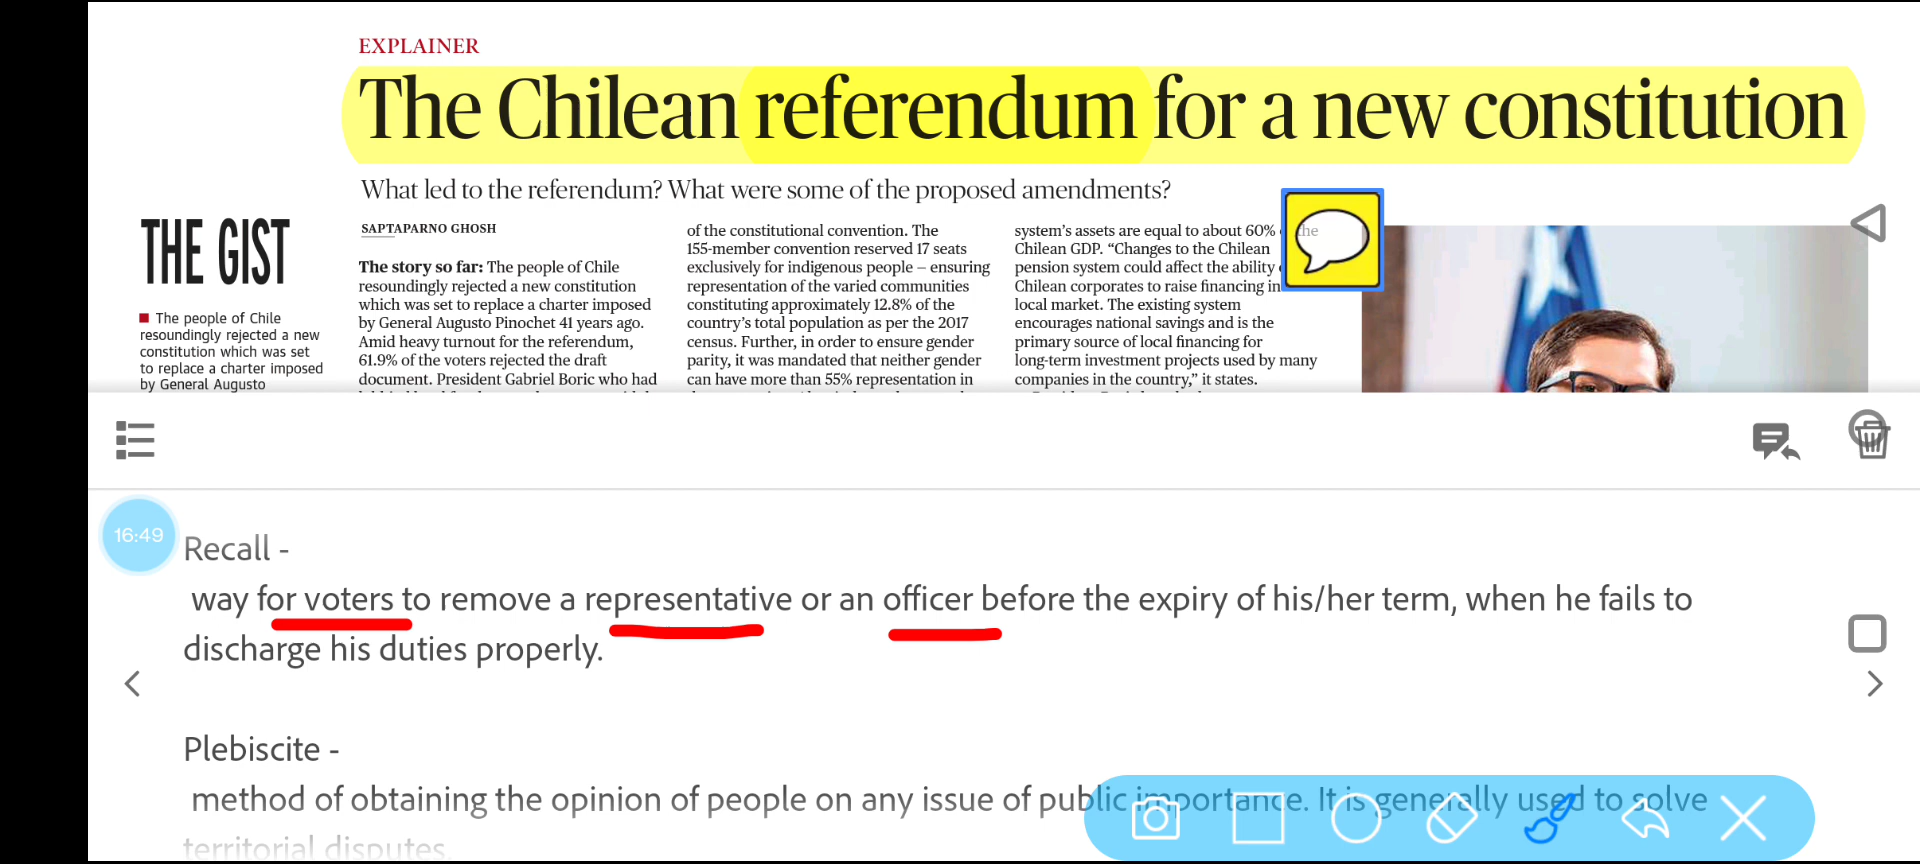 EXPLAINER
The Chilean referendum for a new constitution
What led to the referendum? What were some of the proposed amendments?
THE GIST
■ The people of Chile
resoundingly rejected a new
constitution which was set
to replace a charter imposed
by General Augusto
SAPTAPARNO GHOSH
The story so far: The people of Chile
resoundingly rejected a new constitution
which was set to replace a charter imposed
by General Augusto Pinochet 41 years ago.
Amid heavy turnout for the referendum,
61.9% of the voters rejected the draft
document. President Gabriel Boric who had
of the constitutional convention. The
155-member convention reserved 17 seats
exclusively for indigenous people – ensuring
representation of the varied communities
constituting approximately 12.8% of the
country's total population as per the 2017
census. Further, in order to ensure gender
parity, it was mandated that neither gender
can have more than 55% representation in
system's assets are equal to about 60% the
Chilean GDP. “Changes to the Chilean
pension system could affect the ability
Chilean corporates to raise financing in
local market. The existing system
encourages national savings and is the
primary source of local financing for
long-term investment projects used by many
companies in the country,” it states.
16:49
Recall -
way for voters to remove a representative or an officer before the expiry of his/her term, when he fails to
discharge his duties properly.
Plebiscite -
method of obtaining the opinion of people on any issue of public importance. It is generally used to solve
territorial disputes.